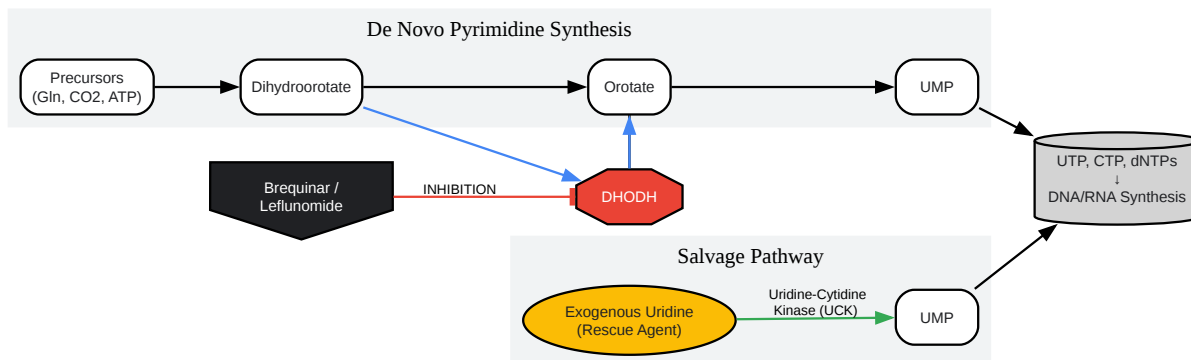 De Novo Pyrimidine Synthesis
Precursors
(Gln, CO2, ATP)
Dihydroorotate
Orotate
UMP
UTP, CTP, dNTPs
↓
DNA/RNA Synthesis
Brequinar /
Leflunomide
INHIBITION
DHODH
Salvage Pathway
Exogenous Uridine
(Rescue Agent)
Uridine-Cytidine
Kinase (UCK)
UMP